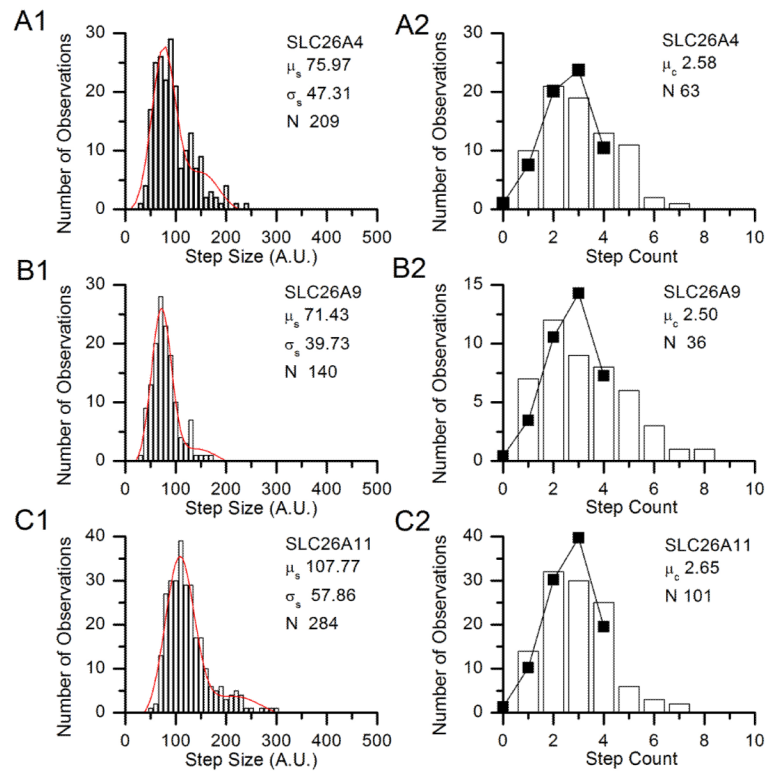 A1
Number of Observations
30
20
10
0
SLC26A4
μs 75.97
σs 47.31
N 209
0 100 200 300 400 500
Step Size (A.U.)
A2
Number of Observations
30
20
10
0
SLC26A4
μc 2.58
N 63
0 2 4 6 8 10
Step Count
B1
Number of Observations
30
20
10
0
SLC26A9
μs 71.43
σs 39.73
N 140
0 100 200 300 400 500
Step Size (A.U.)
B2
Number of Observations
15
10
5
0
SLC26A9
μc 2.50
N 36
0 2 4 6 8 10
Step Count
C1
Number of Observations
40
30
20
10
0
SLC26A11
μs 107.77
σs 57.86
N 284
0 100 200 300 400 500
Step Size (A.U.)
C2
Number of Observations
40
30
20
10
0
SLC26A11
μc 2.65
N 101
0 2 4 6 8 10
Step Count